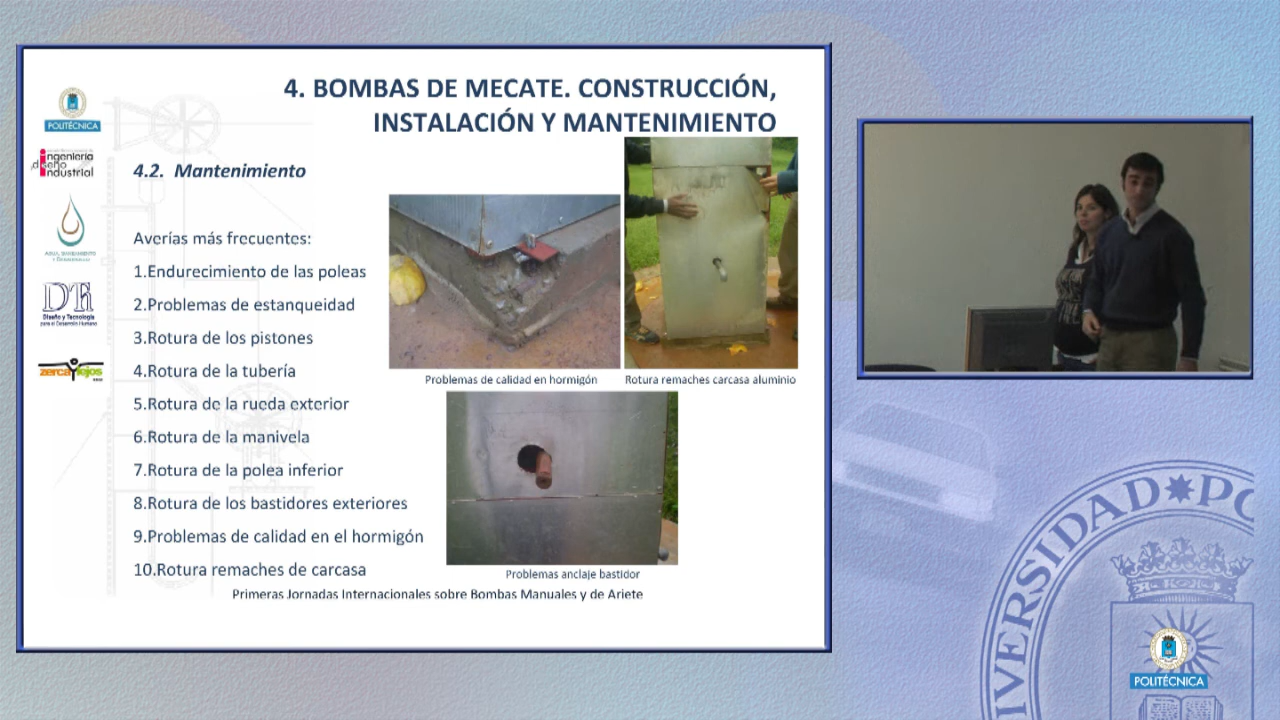 4. BOMBAS DE MECATE. CONSTRUCCIÓN,
INSTALACIÓN Y MANTENIMIENTO
POLITÉCNICA
ingeniería
diseño
industrial
AGUA, SANEAMIENTO
Y DESARROLLO
DTh
Diseño y Tecnología
para el Desarrollo Humano
zercaylejos
4.2. Mantenimiento
Averías más frecuentes:
1.Endurecimiento de las poleas
2.Problemas de estanqueidad
3.Rotura de los pistones
4.Rotura de la tubería
5.Rotura de la rueda exterior
6.Rotura de la manivela
7.Rotura de la polea inferior
8.Rotura de los bastidores exteriores
9.Problemas de calidad en el hormigón
10.Rotura remaches de carcasa
Problemas de calidad en hormigón
Rotura remaches carcasa aluminio
Problemas anclaje bastidor
Primeras Jornadas Internacionales sobre Bombas Manuales y de Ariete
IVERSIDAD PO
POLITÉCNICA